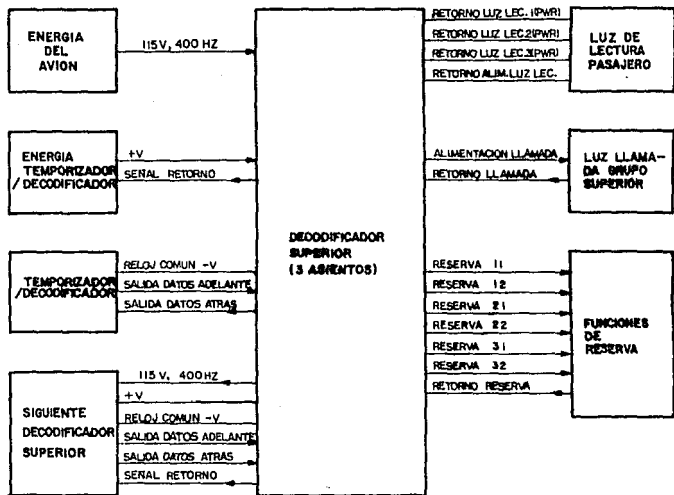 ENERGIA
DEL
AVION
115 V, 400 HZ
ENERGIA
TEMPORIZADOR
/DECODIFICADOR
+V
SEÑAL RETORNO
TEMPORIZADOR
/DECODIFICADOR
RELOJ COMUN -V
SALIDA DATOS ADELANTE
SALIDA DATOS ATRAS
SIGUIENTE
DECODIFICADOR
SUPERIOR
115 V, 400 HZ
+V
RELOJ COMUN -V
SALIDA DATOS ADELANTE
SALIDA DATOS ATRAS
SEÑAL RETORNO
DECODIFICADOR
SUPERIOR
(3 ASIENTOS)
RETORNO LUZ LEC. 1(PWR)
RETORNO LUZ LEC.2(PWR)
RETORNO LUZ LEC.3(PWR)
RETORNO ALIM.LUZ LEC.
LUZ DE
LECTURA
PASAJERO
ALIMENTACION LLAMADA
RETORNO LLAMADA
LUZ LLAMA-
DA GRUPO
SUPERIOR
RESERVA 11
RESERVA 12
RESERVA 21
RESERVA 22
RESERVA 31
RESERVA 32
RETORNO RESERVA
FUNCIONES
DE
RESERVA